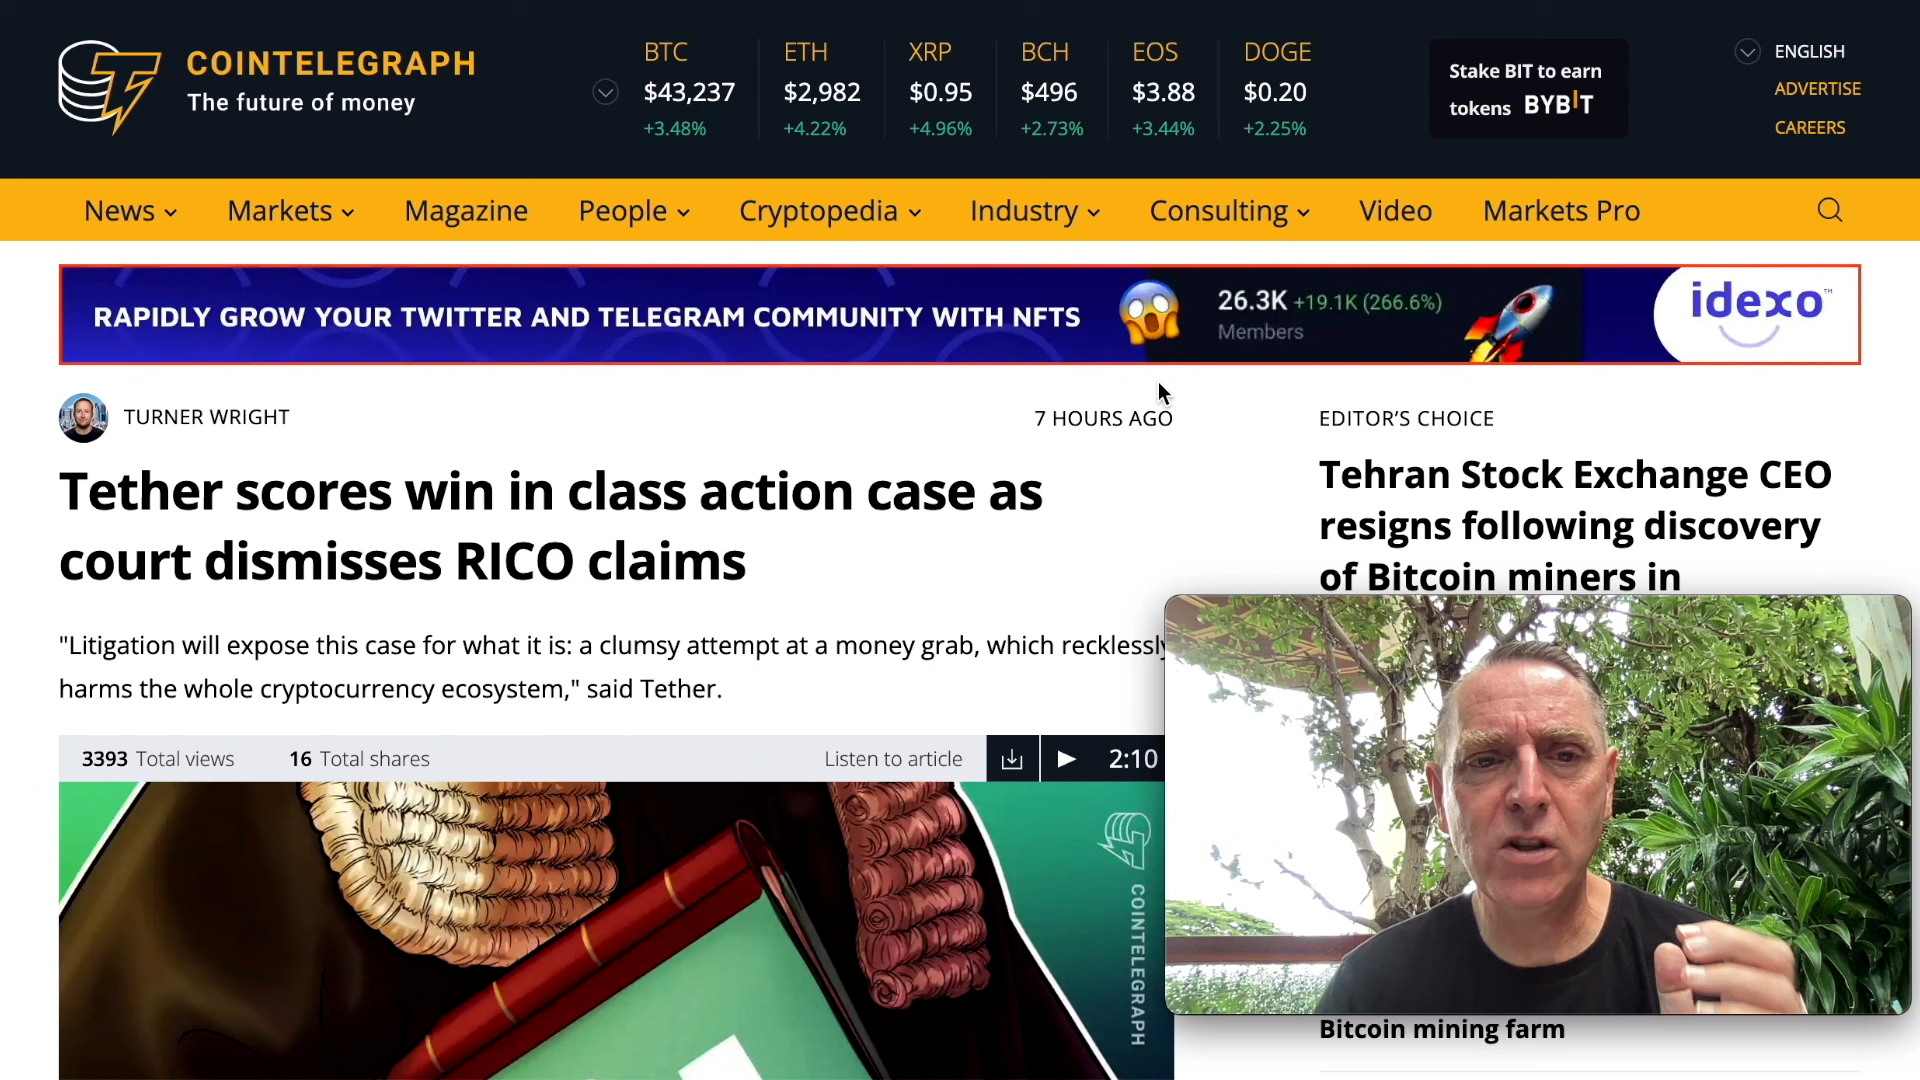 COINTELEGRAPH
The future of money
BTC
$43,237
+3.48%
ETH
$2,982
+4.22%
XRP
$0.95
+4.96%
BCH
$496
+2.73%
EOS
$3.88
+3.44%
DOGE
$0.20
+2.25%
Stake BIT to earn
tokens BYBIT
ENGLISH
ADVERTISE
CAREERS
News
Markets
Magazine
People
Cryptopedia
Industry
Consulting
Video
Markets Pro
RAPIDLY GROW YOUR TWITTER AND TELEGRAM COMMUNITY WITH NFTS
26.3K +19.1K (266.6%)
Members
idexo™
TURNER WRIGHT
7 HOURS AGO
Tether scores win in class action case as
court dismisses RICO claims
"Litigation will expose this case for what it is: a clumsy attempt at a money grab, which recklessly
harms the whole cryptocurrency ecosystem," said Tether.
3393 Total views
16 Total shares
Listen to article
2:10
COINTELEGRAPH
EDITOR'S CHOICE
Tehran Stock Exchange CEO
resigns following discovery
of Bitcoin miners in
Bitcoin mining farm